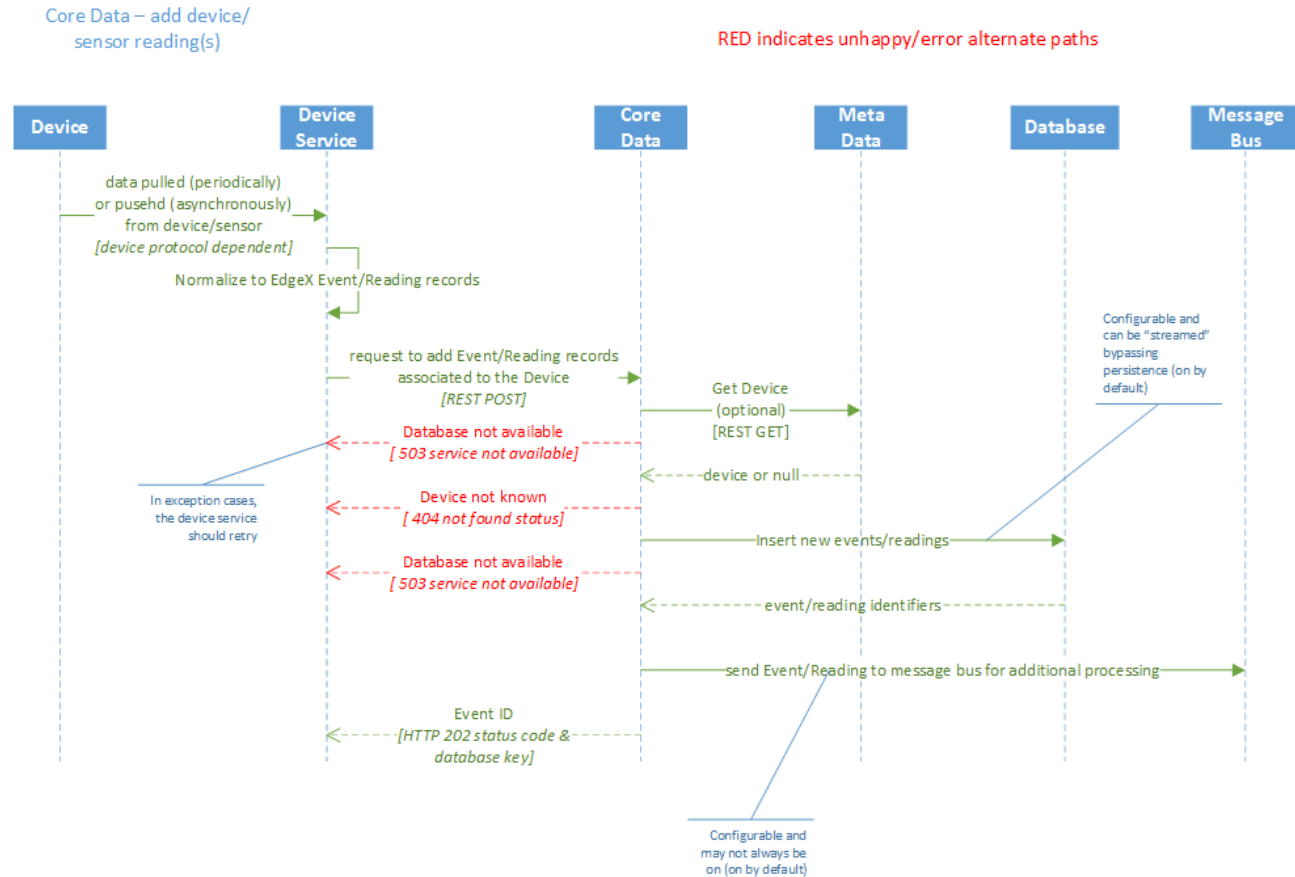 Core Data – add device/
sensor reading(s)
RED indicates unhappy/error alternate paths
Device
Device
Service
Core
Data
Meta
Data
Database
Message
Bus
data pulled (periodically)
or pusehd (asynchronously)
from device/sensor
[device protocol dependent]
Normalize to EdgeX Event/Reading records
Configurable and
can be “streamed”
bypassing
persistence (on by
default)
request to add Event/Reading records
associated to the Device
[REST POST]
Get Device
(optional)
[REST GET]
Database not available
[ 503 service not available]
device or null
In exception cases,
the device service
should retry
Device not known
[ 404 not found status]
Insert new events/readings
Database not available
[ 503 service not available]
event/reading identifiers
send Event/Reading to message bus for additional processing
Event ID
[HTTP 202 status code &
database key]
Configurable and
may not always be
on (on by default)